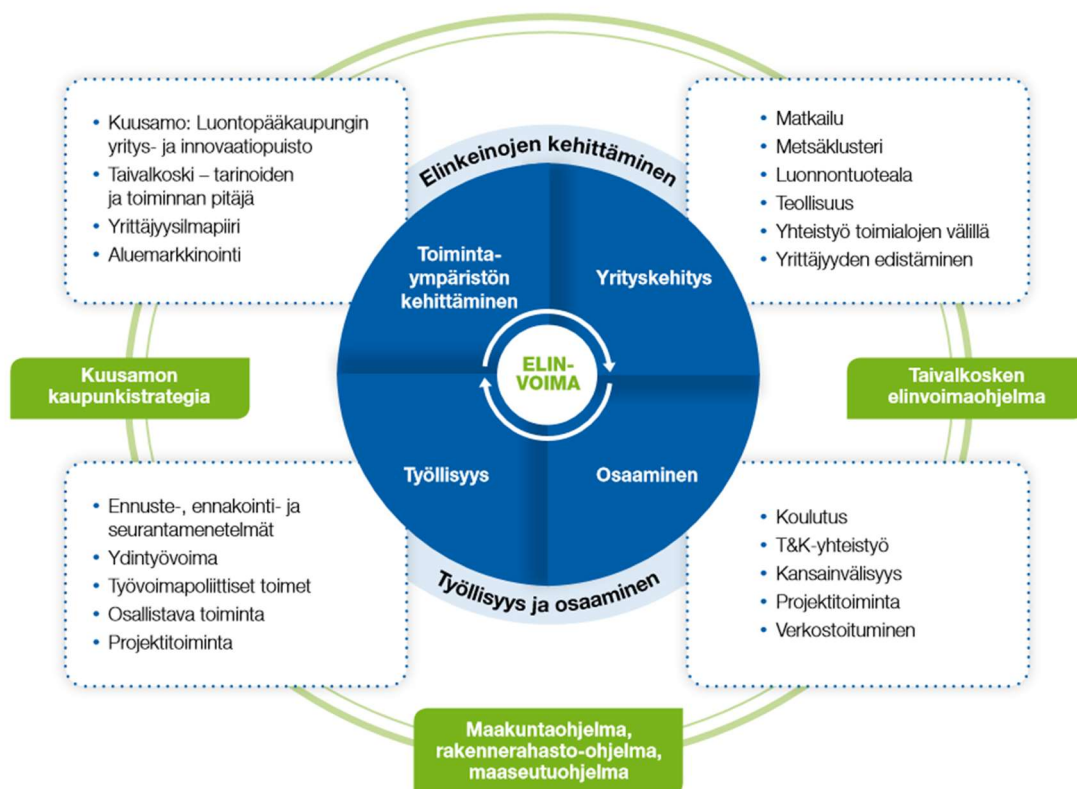 • Kuusamo: Luontopääkaupungin
yritys- ja innovaatiopuisto
• Taivalkoski – tarinoiden
ja toiminnan pitäjä
• Yrittäjyysilmapiiri
• Aluemarkkinointi
• Matkailu
• Metsäklusteri
• Luonnontuoteala
• Teollisuus
• Yhteistyö toimialojen välillä
• Yrittäjyyden edistäminen
Elinkeinojen kehittäminen
Toiminta-
ympäristön
kehittäminen
Yrityskehitys
ELIN-
VOIMA
Kuusamon
kaupunkistrategia
Taivalkosken
elinvoimaohjelma
Työllisyys
Osaaminen
Työllisyys ja osaaminen
• Ennuste-, ennakointi- ja
seurantamenetelmät
• Ydintyövoima
• Työvoimapoliittiset toimet
• Osallistava toiminta
• Projektitoiminta
• Koulutus
• T&K-yhteistyö
• Kansainvälisyys
• Projektitoiminta
• Verkostoituminen
Maakuntaohjelma,
rakennerahasto-ohjelma,
maaseutuohjelma